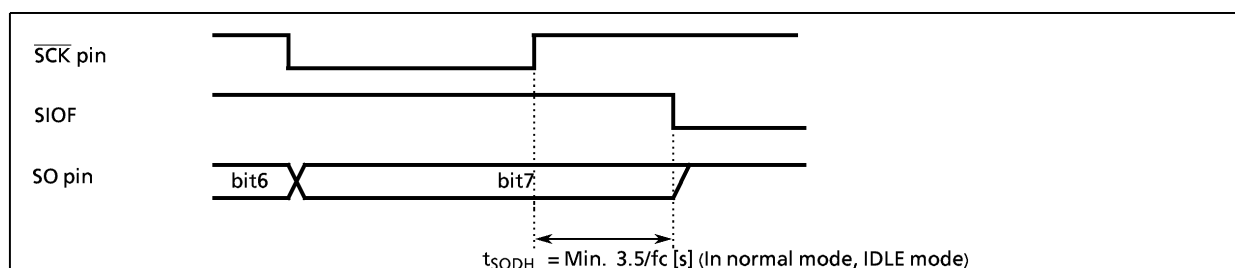 SCK pin
SIOF
SO pin
bit6
bit7
tSODH = Min. 3.5/fc [s] (In normal mode, IDLE mode)